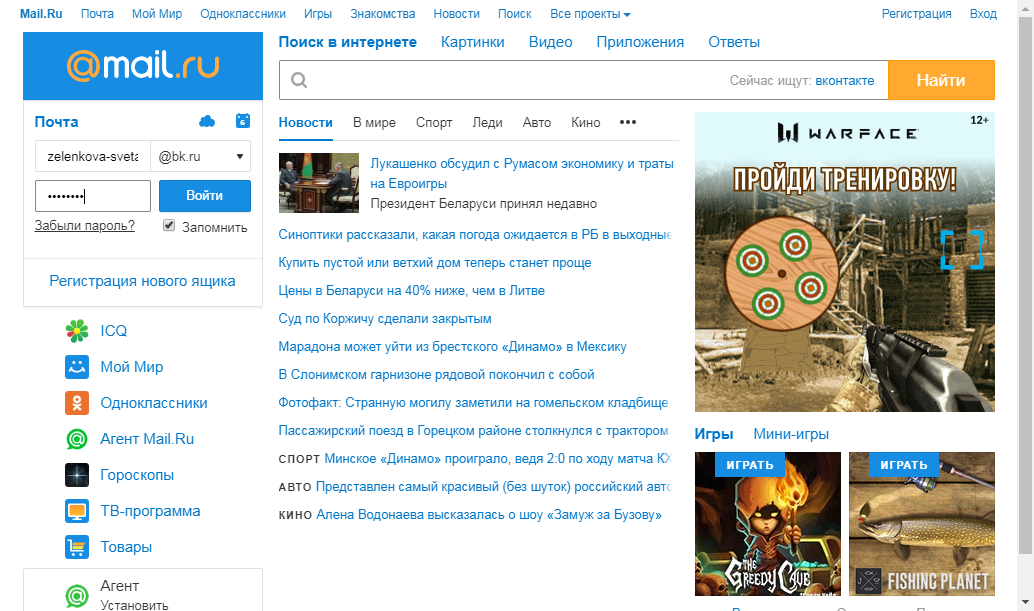 Mail.Ru Почта Мой Мир Одноклассники Игры Знакомства Новости Поиск Все проекты Регистрация Вход
@mail.ru
Почта
6
zelenkova-sveta @bk.ru
Войти
Забыли пароль? Запомнить
Регистрация нового ящика
ICQ
Мой Мир
Одноклассники
Агент Mail.Ru
Гороскопы
ТВ-программа
Товары
Агент
Установить
Поиск в интернете Картинки Видео Приложения Ответы
Сейчас ищут: вконтакте Найти
Новости В мире Спорт Леди Авто Кино •••
Лукашенко обсудил с Румасом экономику и траты
на Евроигры
Президент Беларуси принял недавно
Синоптики рассказали, какая погода ожидается в РБ в выходные
Купить пустой или ветхий дом теперь станет проще
Цены в Беларуси на 40% ниже, чем в Литве
Суд по Коржичу сделали закрытым
Марадона может уйти из брестского «Динамо» в Мексику
В Слонимском гарнизоне рядовой покончил с собой
Фотофакт: Странную могилу заметили на гомельском кладбище
Пассажирский поезд в Горецком районе столкнулся с трактором
СПОРТ Минское «Динамо» проиграло, ведя 2:0 по ходу матча КХ
АВТО Представлен самый красивый (без шуток) российский авто
КИНО Алена Водонаева высказалась о шоу «Замуж за Бузову»
12+
WARFACE
ПРОЙДИ ТРЕНИРОВКУ!
Игры Мини-игры
ИГРАТЬ ИГРАТЬ
THE
GREEDY CAVE
FISHING PLANET